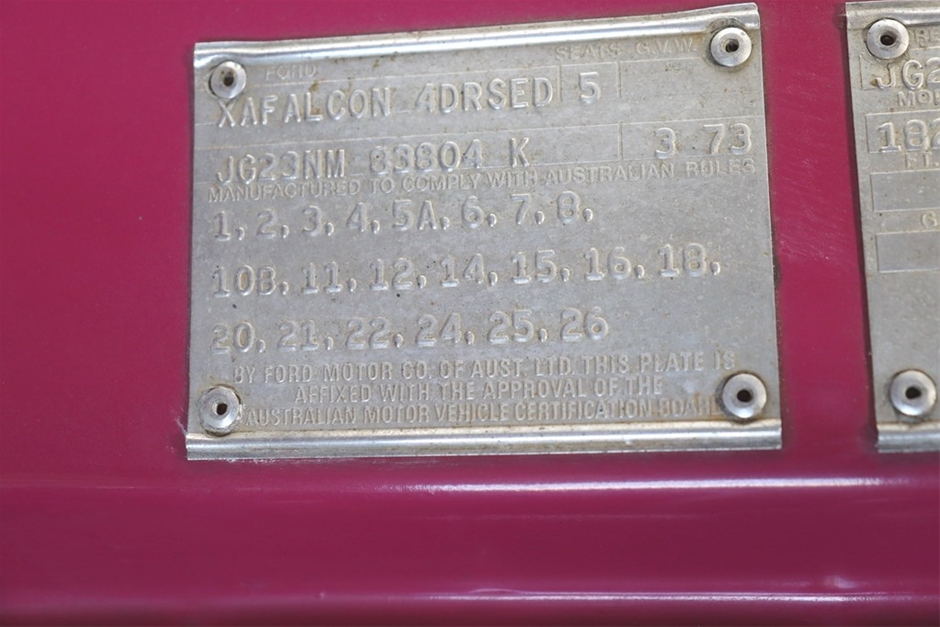 FORD SEATS G.V.W.
XAFALCON 4DRSED 5
JG23NM 83804 K 3 73
MANUFACTURED TO COMPLY WITH AUSTRALIAN RULES
1, 2, 3, 4, 5A, 6, 7, 8,
10B, 11, 12, 14, 15, 16, 18,
20, 21, 22, 24, 25, 26
BY FORD MOTOR CO. OF AUST. LTD. THIS PLATE IS
AFFIXED WITH THE APPROVAL OF THE
AUSTRALIAN MOTOR VEHICLE CERTIFICATION BOARD
JG2
182
FT.